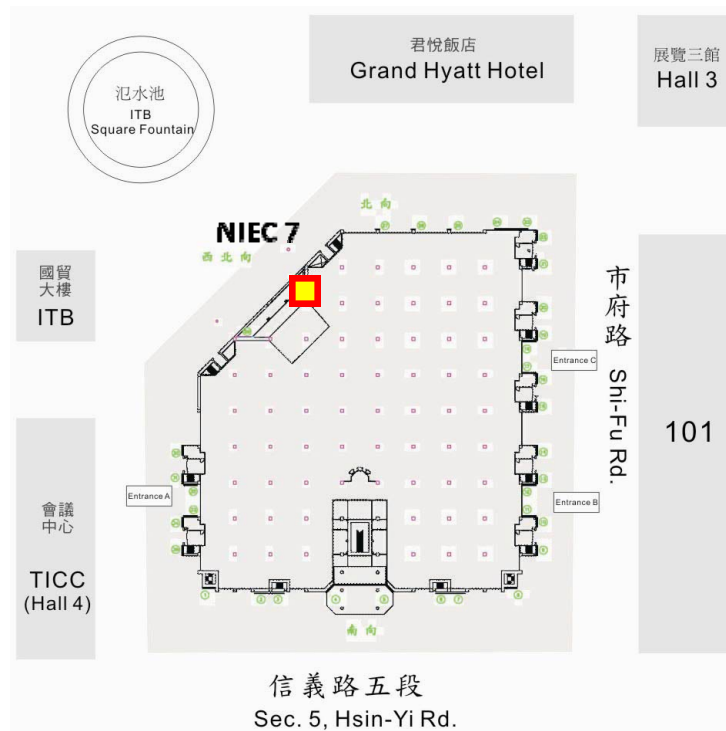 君悅飯店
Grand Hyatt Hotel
展覽三館
Hall 3
氾水池
ITB
Square Fountain
北向
NIEC 7
西北向
國貿
大樓
ITB
市府路 Shi-Fu Rd.
Entrance C
101
Entrance A
Entrance B
會議
中心
TICC
(Hall 4)
南向
信義路五段
Sec. 5, Hsin-Yi Rd.